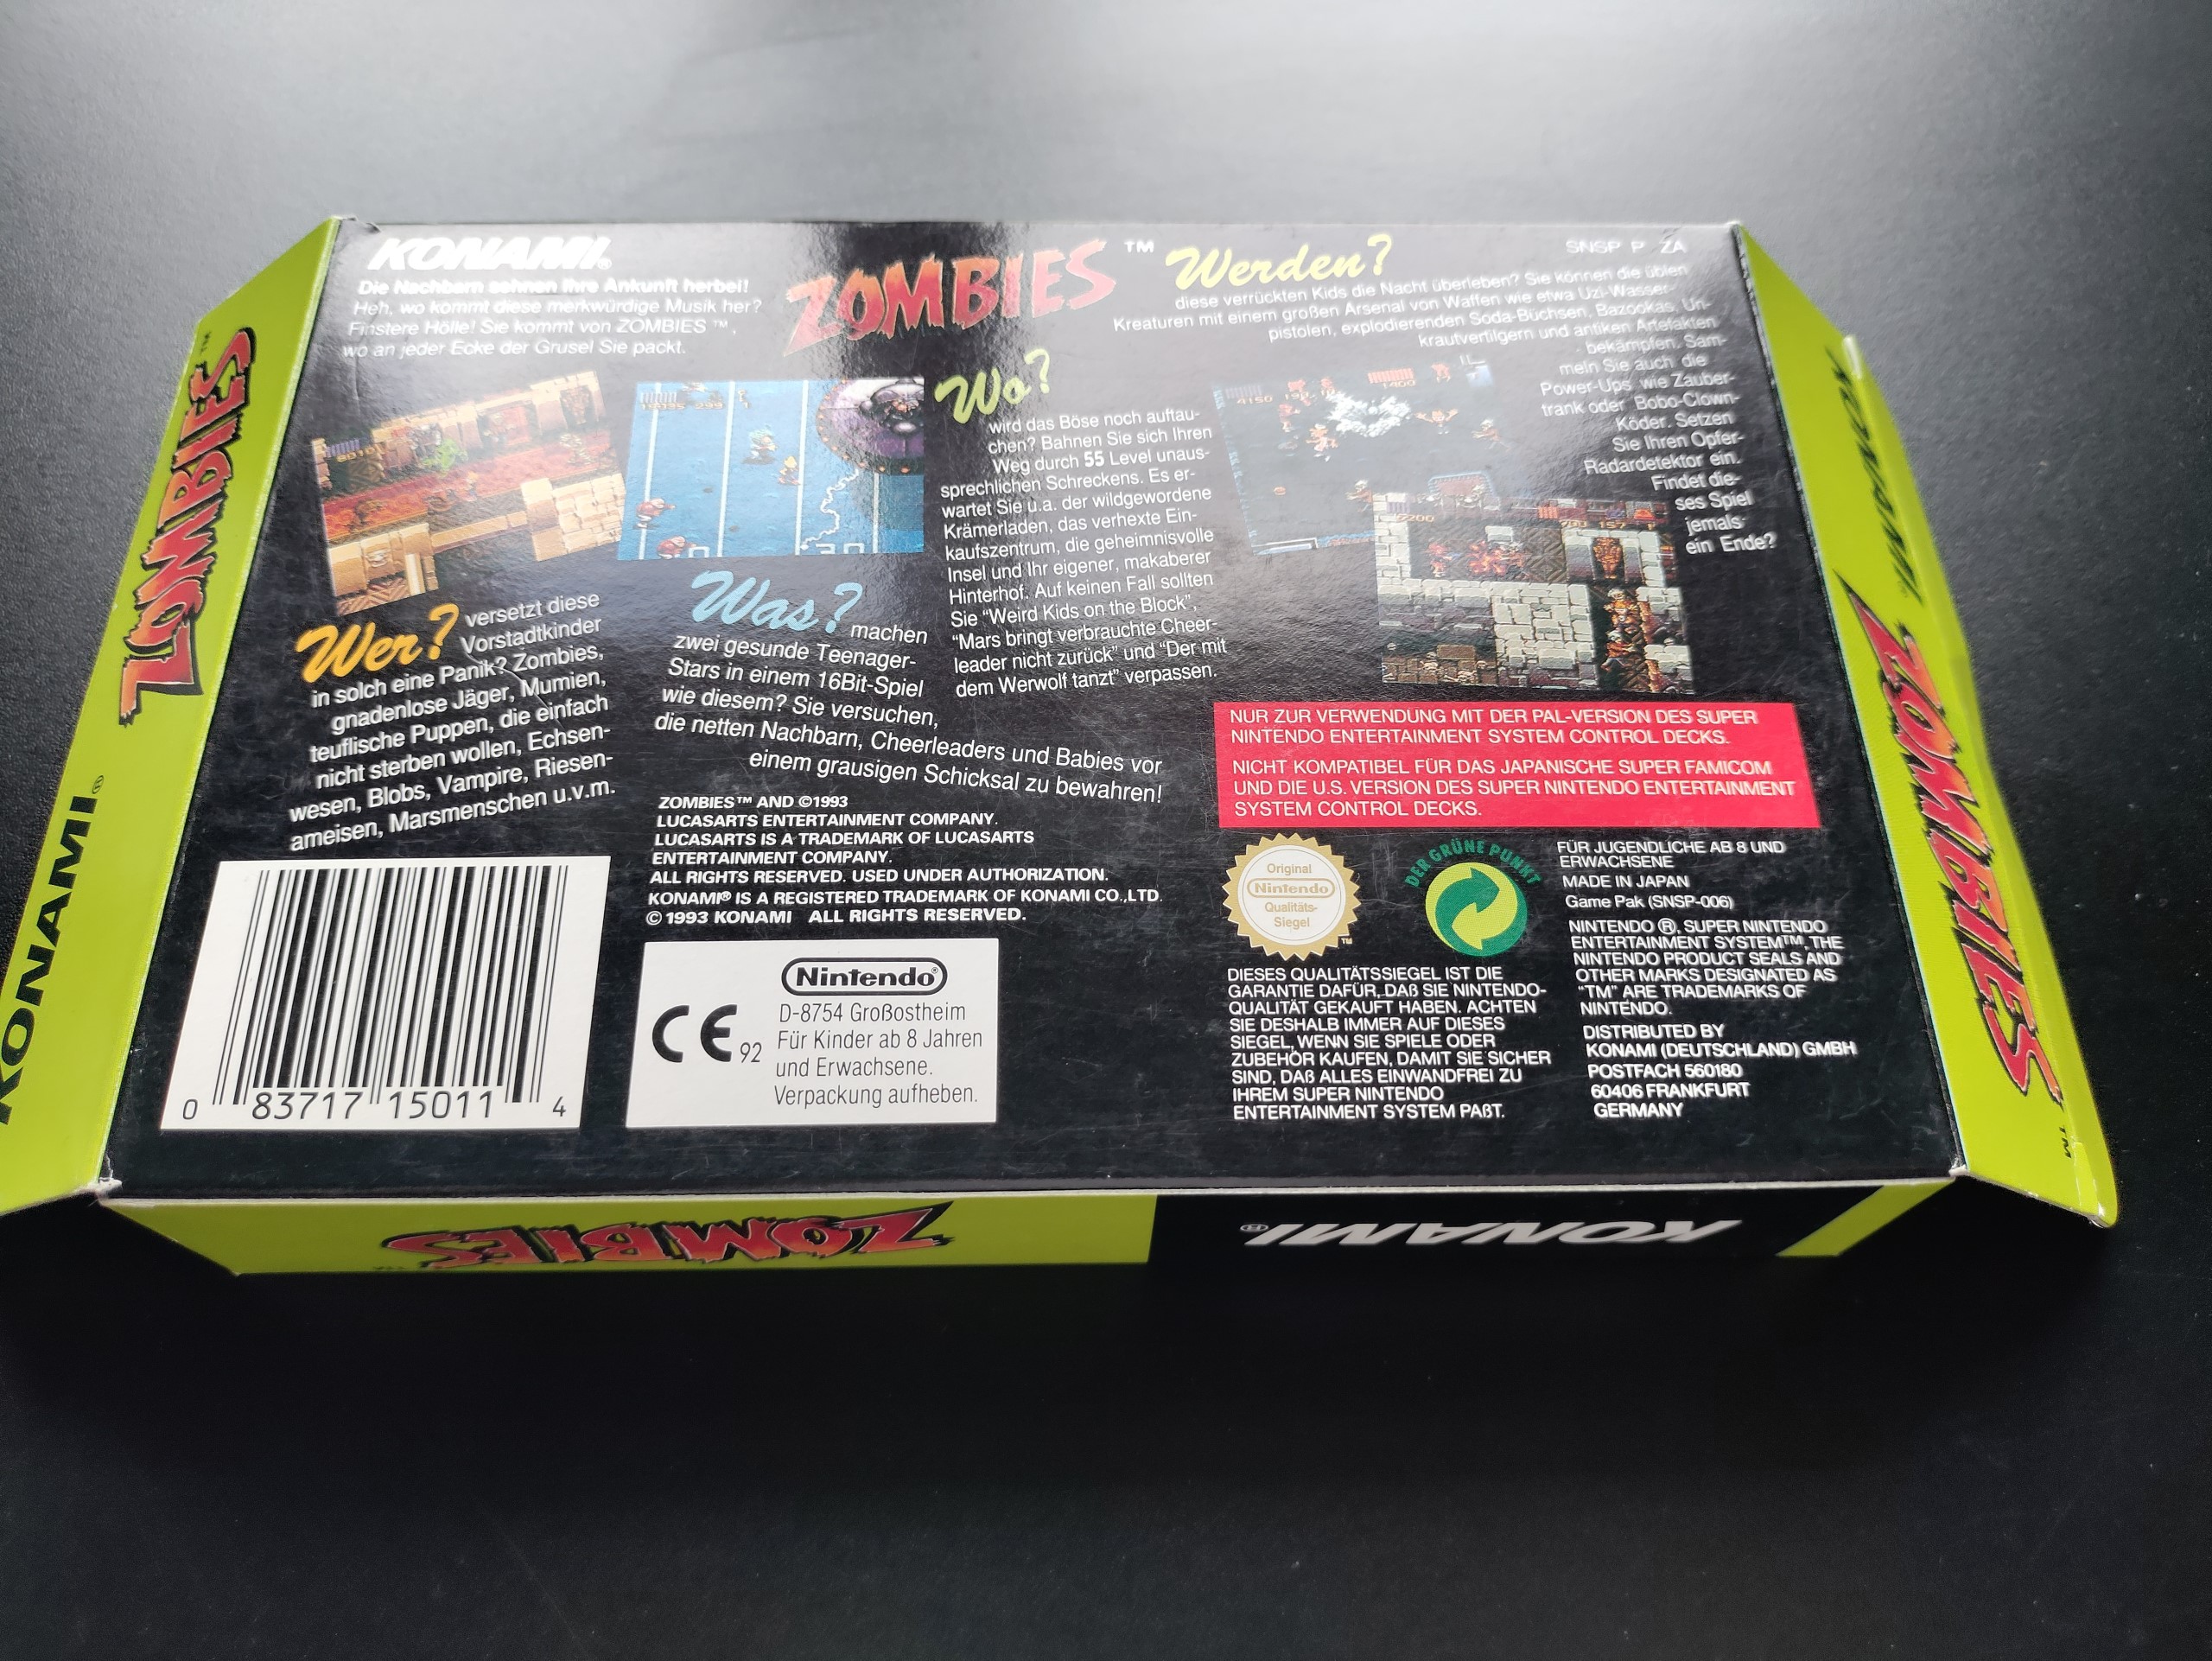 KONAMI®
Die Nachbarn sehnen Ihre Ankunft herbei!
Heh, wo kommt diese merkwürdige Musik her?
Finstere Hölle! Sie kommt von ZOMBIES ™,
wo an jeder Ecke der Grusel Sie packt.
ZOMBIES™
Wer? versetzt diese
Vorstadtkinder
in solch eine Panik? Zombies,
gnadenlose Jäger, Mumien,
teuflische Puppen, die einfach
nicht sterben wollen, Echsen-
wesen, Blobs, Vampire, Riesen-
ameisen, Marsmenschen u.v.m.
Was? machen
zwei gesunde Teenager-
Stars in einem 16Bit-Spiel
wie diesem? Sie versuchen,
die netten Nachbarn, Cheerleaders und Babies vor
einem grausigen Schicksal zu bewahren!
Wo?
wird das Böse noch auftau-
chen? Bahnen Sie sich Ihren
Weg durch 55 Level unaus-
sprechlichen Schreckens. Es er-
wartet Sie u.a. der wildgewordene
Krämerladen, das verhexte Ein-
kaufszentrum, die geheimnisvolle
Insel und Ihr eigener, makaberer
Hinterhof. Auf keinen Fall sollten
Sie "Weird Kids on the Block",
"Mars bringt verbrauchte Cheer-
leader nicht zurück" und "Der mit
dem Werwolf tanzt" verpassen.
Werden?
SNSP P ZA
diese verrückten Kids die Nacht überleben? Sie können die üblen
Kreaturen mit einem großen Arsenal von Waffen wie etwa Uzi-Wasser-
pistolen, explodierenden Soda-Büchsen, Bazookas, Un-
krautvertilgern und antiken Artefakten
bekämpfen. Sam-
meln Sie auch die
Power-Ups wie Zauber-
trank oder Bobo-Clown-
Köder. Setzen
Sie Ihren Opfer-
Radardetektor ein.
Findet die-
ses Spiel
jemals
ein Ende?
NUR ZUR VERWENDUNG MIT DER PAL-VERSION DES SUPER
NINTENDO ENTERTAINMENT SYSTEM CONTROL DECKS.
NICHT KOMPATIBEL FÜR DAS JAPANISCHE SUPER FAMICOM
UND DIE U.S. VERSION DES SUPER NINTENDO ENTERTAINMENT
SYSTEM CONTROL DECKS.
ZOMBIES™ AND ©1993
LUCASARTS ENTERTAINMENT COMPANY.
LUCASARTS IS A TRADEMARK OF LUCASARTS
ENTERTAINMENT COMPANY.
ALL RIGHTS RESERVED. USED UNDER AUTHORIZATION.
KONAMI® IS A REGISTERED TRADEMARK OF KONAMI CO.,LTD.
© 1993 KONAMI ALL RIGHTS RESERVED.
0 83717 15011 4
Nintendo®
CE 92
D-8754 Großostheim
Für Kinder ab 8 Jahren
und Erwachsene.
Verpackung aufheben.
Original
Nintendo
Qualitäts-
Siegel
TM
DER GRÜNE PUNKT
DIESES QUALITÄTSSIEGEL IST DIE
GARANTIE DAFÜR, DAß SIE NINTENDO-
QUALITÄT GEKAUFT HABEN. ACHTEN
SIE DESHALB IMMER AUF DIESES
SIEGEL, WENN SIE SPIELE ODER
ZUBEHÖR KAUFEN, DAMIT SIE SICHER
SIND, DAß ALLES EINWANDFREI ZU
IHREM SUPER NINTENDO
ENTERTAINMENT SYSTEM PAßT.
FÜR JUGENDLICHE AB 8 UND
ERWACHSENE
MADE IN JAPAN
Game Pak (SNSP-006)
NINTENDO ®, SUPER NINTENDO
ENTERTAINMENT SYSTEM™, THE
NINTENDO PRODUCT SEALS AND
OTHER MARKS DESIGNATED AS
"TM" ARE TRADEMARKS OF
NINTENDO.
DISTRIBUTED BY
KONAMI (DEUTSCHLAND) GMBH
POSTFACH 560180
60406 FRANKFURT
GERMANY
KONAMI®
ZOMBIES™
KONAMI
ZOMBIES™
ZOMBIES™
KONAMI®